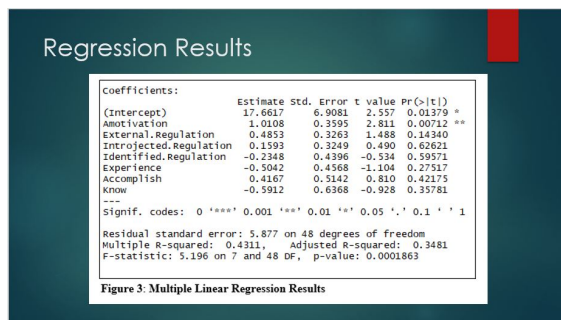 Regression Results
Coefficients:
Estimate Std. Error t value Pr(>|t|)
(Intercept) 17.6617 6.9081 2.557 0.01379 *
Amotivation 1.0108 0.3595 2.811 0.00712 **
External.Regulation 0.4853 0.3263 1.488 0.14340
Introjected.Regulation 0.1593 0.3249 0.490 0.62621
Identified.Regulation -0.2348 0.4396 -0.534 0.59571
Experience -0.5042 0.4568 -1.104 0.27517
Accomplish 0.4167 0.5142 0.810 0.42175
Know -0.5912 0.6368 -0.928 0.35781
---
Signif. codes: 0 ‘***’ 0.001 ‘**’ 0.01 ‘*’ 0.05 ‘.’ 0.1 ‘ ’ 1
Residual standard error: 5.877 on 48 degrees of freedom
Multiple R-squared: 0.4311, Adjusted R-squared: 0.3481
F-statistic: 5.196 on 7 and 48 DF, p-value: 0.0001863
Figure 3: Multiple Linear Regression Results